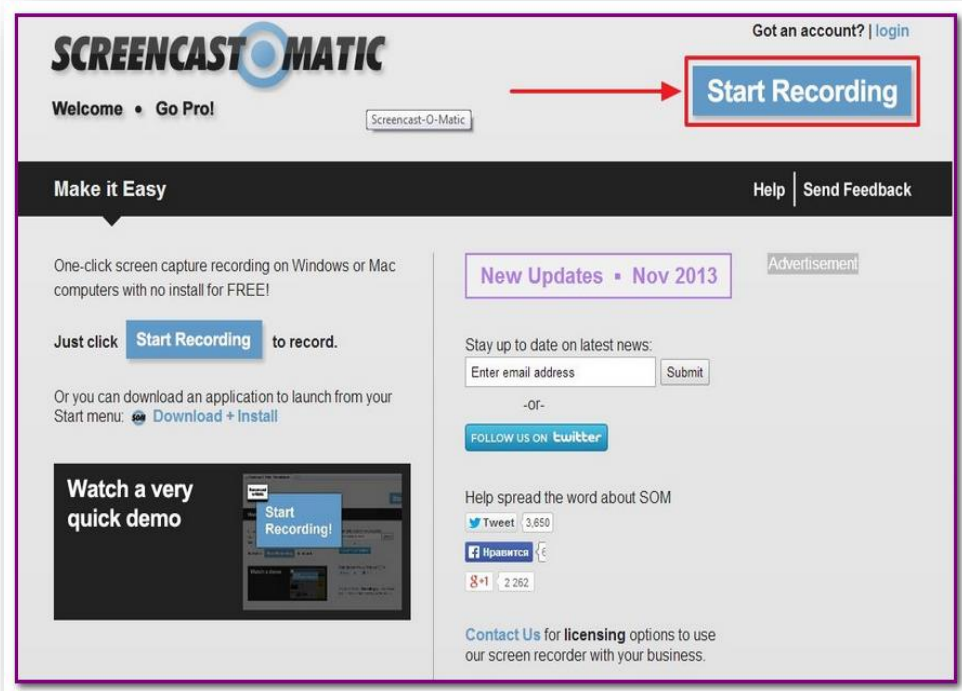 SCREENCAST O MATIC
Got an account? | login
Start Recording
Welcome • Go Pro!
Screencast-O-Matic
Make it Easy
Help | Send Feedback
One-click screen capture recording on Windows or Mac
computers with no install for FREE!
Just click Start Recording to record.
Or you can download an application to launch from your
Start menu: SOM Download + Install
Watch a very
quick demo
Start
Recording!
New Updates ▪ Nov 2013
Advertisement
Stay up to date on latest news:
Enter email address Submit
-or-
FOLLOW US ON twitter
Help spread the word about SOM
Tweet 3,650
Нравится
g+1 2 262
Contact Us for licensing options to use
our screen recorder with your business.